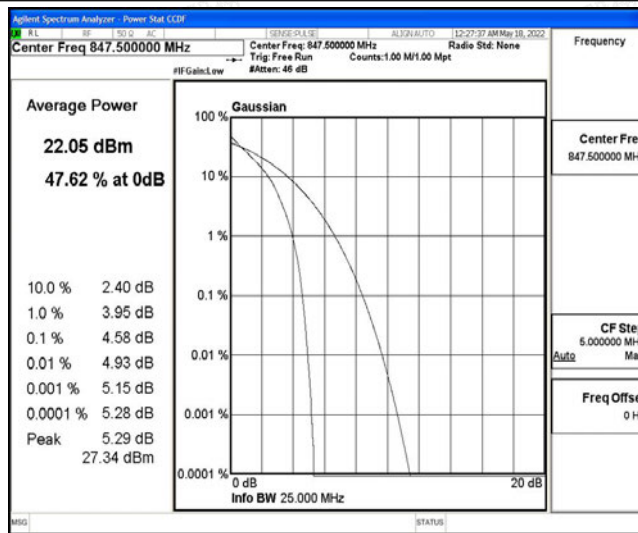 Agilent Spectrum Analyzer - Power Stat CCDF
RL RF 50 Ω AC SENSE:PULSE ALIGN AUTO 12:27:37 AM May 18, 2022
Center Freq 847.500000 MHz
Center Freq: 847.500000 MHz Radio Std: None
Trig: Free Run Counts:1.00 M/1.00 Mpt
#IFGain:Low #Atten: 46 dB
Frequency
Average Power
22.05 dBm
47.62 % at 0dB
10.0 % 2.40 dB
1.0 % 3.95 dB
0.1 % 4.58 dB
0.01 % 4.93 dB
0.001 % 5.15 dB
0.0001 % 5.28 dB
Peak 5.29 dB
27.34 dBm
Gaussian
100 %
10 %
1 %
0.1 %
0.01 %
0.001 %
0.0001 %
0 dB 20 dB
Info BW 25.000 MHz
Center Fre
847.500000 MH
CF Ste
5.000000 MH
Auto Ma
Freq Offse
0 H
MSG STATUS